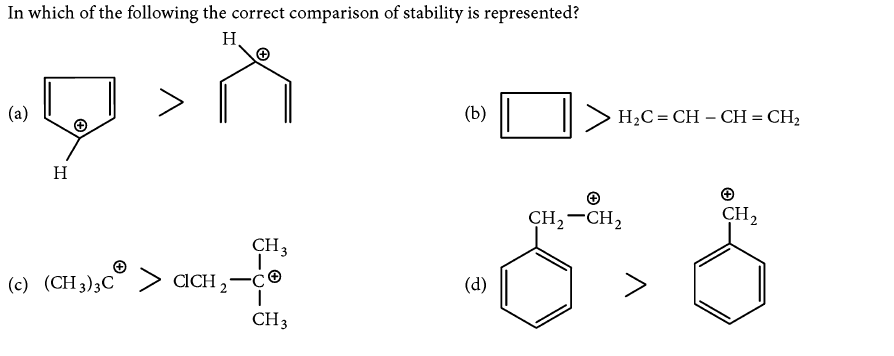 In which of the following the correct comparison of stability is represented?
(a) ⊕ H > H ⊕
(b) > H₂C = CH – CH = CH₂
(c) (CH₃)₃C⊕ > ClCH₂–C⊕
CH₃
CH₃
(d) CH₂–CH₂ ⊕ > ⊕ CH₂